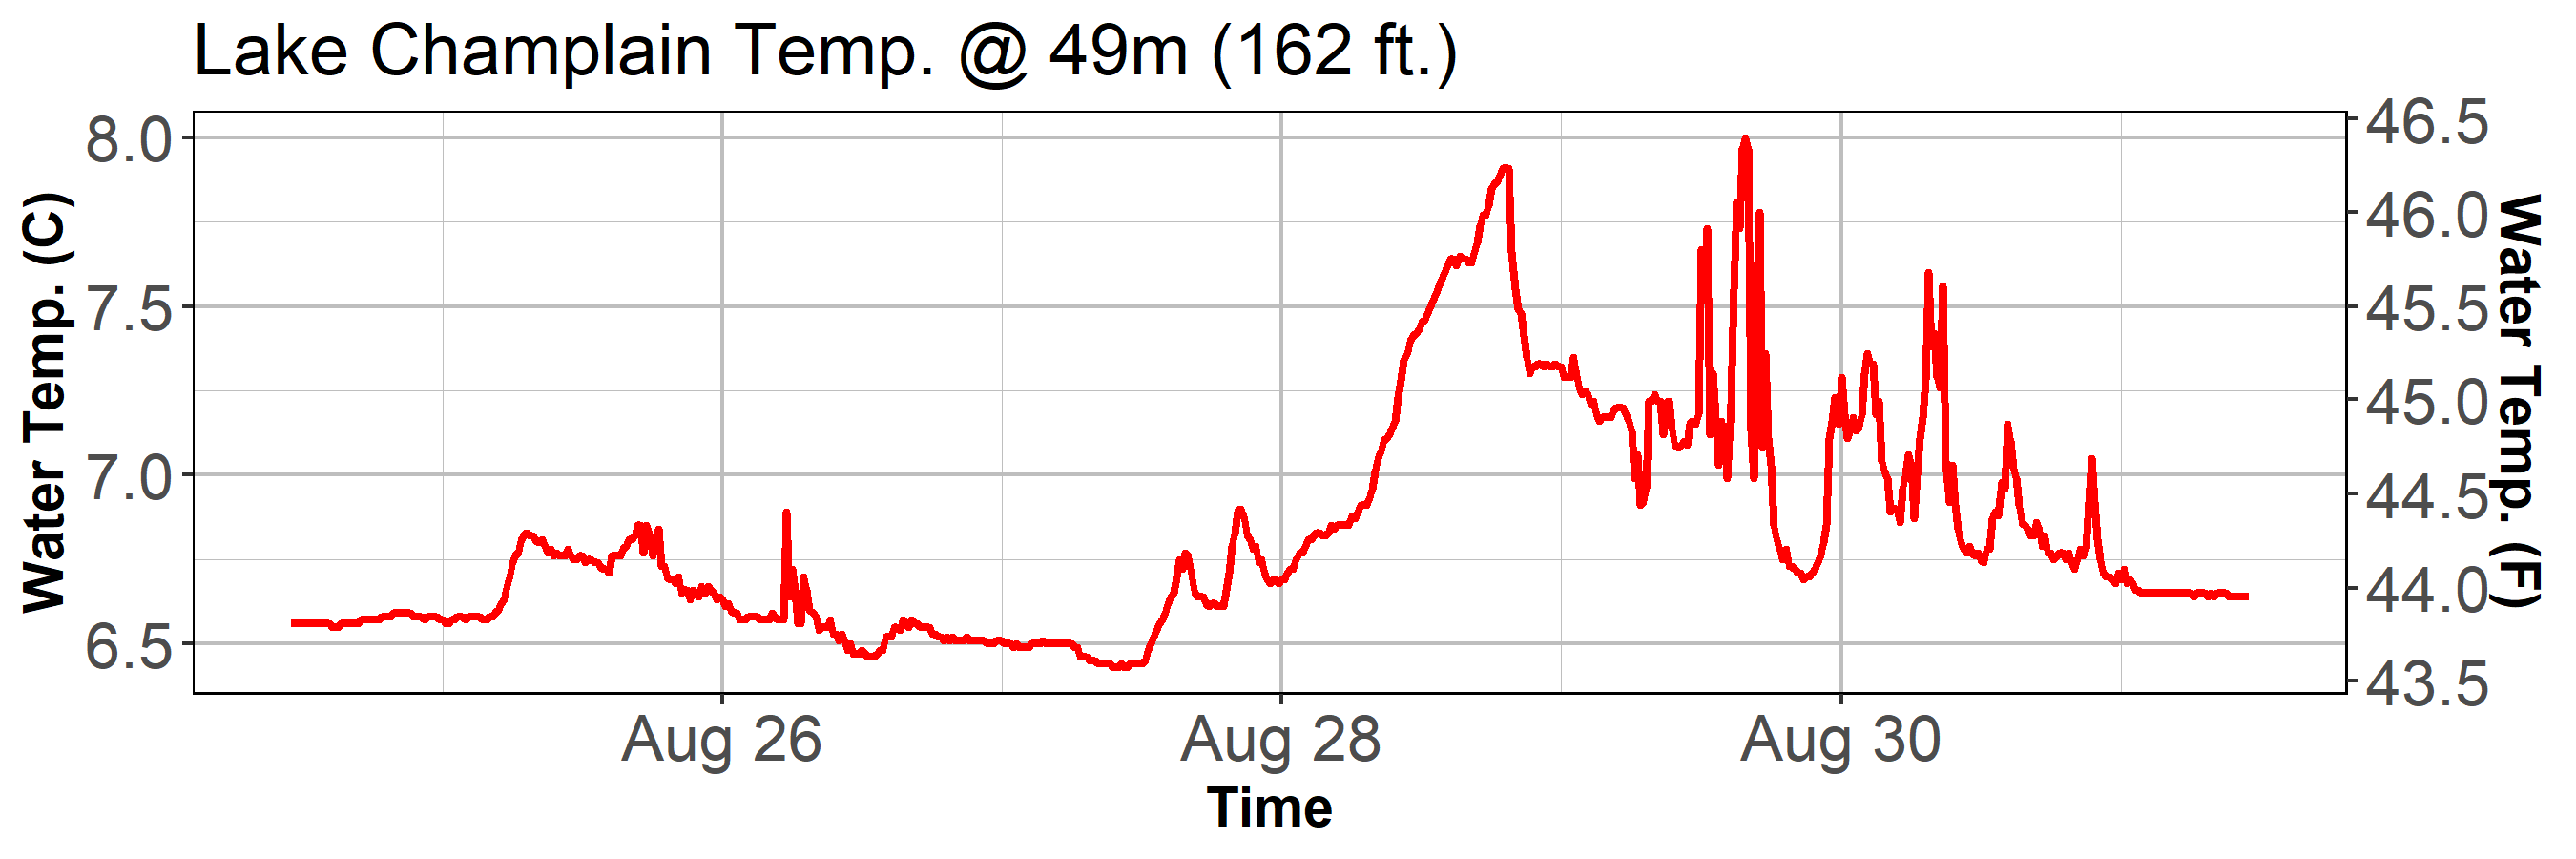 Lake Champlain Temp. @ 49m (162 ft.)
Water Temp. (C)
8.0
7.5
7.0
6.5
46.5
46.0
45.5
45.0
44.5
44.0
43.5
Water Temp. (F)
Aug 26 Aug 28 Aug 30
Time